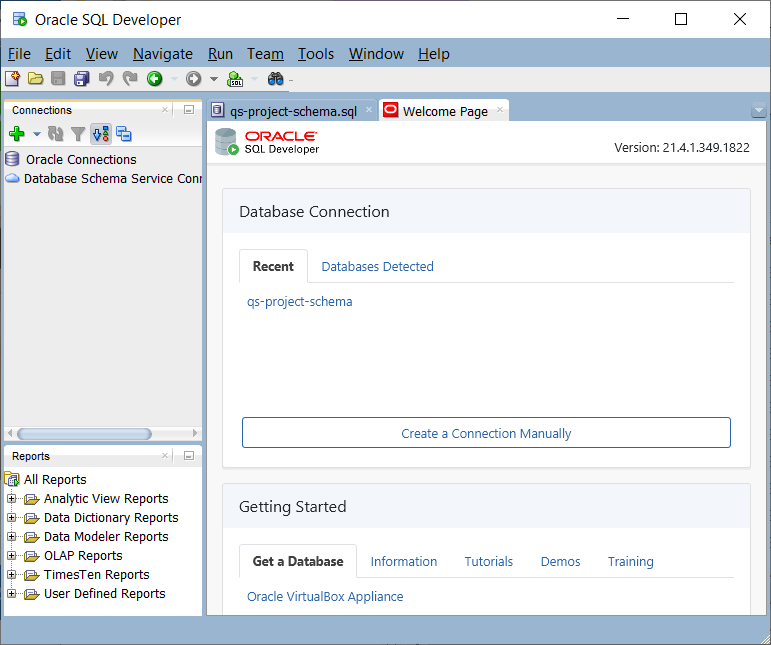 Oracle SQL Developer
File Edit View Navigate Run Team Tools Window Help
SQL
Connections
Oracle Connections
Database Schema Service Conn
qs-project-schema.sql
Welcome Page
ORACLE
SQL Developer
Version: 21.4.1.349.1822
Database Connection
Recent
Databases Detected
qs-project-schema
Create a Connection Manually
Reports
All Reports
Analytic View Reports
Data Dictionary Reports
Data Modeler Reports
OLAP Reports
TimesTen Reports
User Defined Reports
Getting Started
Get a Database
Information
Tutorials
Demos
Training
Oracle VirtualBox Appliance